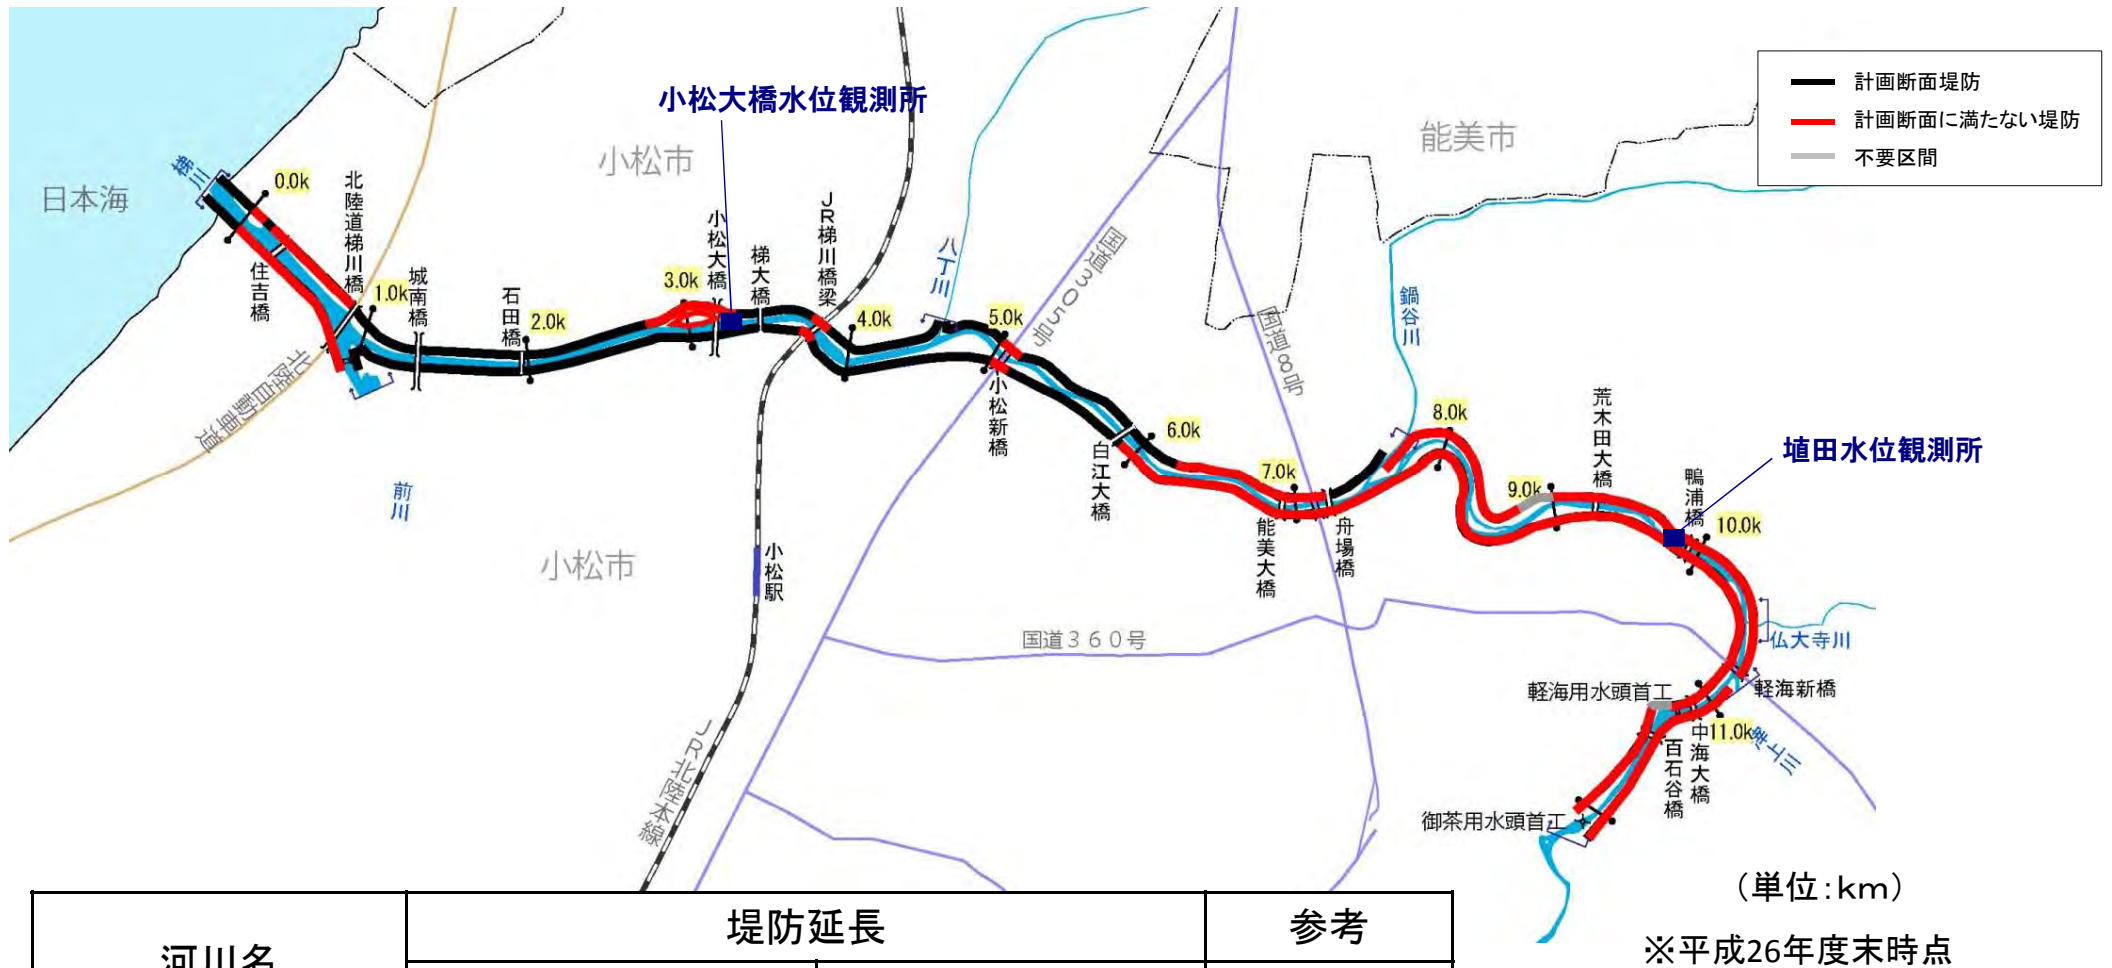 計画断面堤防
計画断面に満たない堤防
不要区間
小松大橋水位観測所
小松市
能美市
日本海
梯川
0.0k
北陸道梯川橋
住吉橋
1.0k
城南橋
石田橋
2.0k
3.0k
小松大橋
梯大橋
JR梯川橋梁
4.0k
八丁川
5.0k
国道305号
国道8号
鍋谷川
小松新橋
白江大橋
6.0k
7.0k
能美大橋
舟場橋
8.0k
9.0k
荒木田大橋
鴨浦橋
埴田水位観測所
10.0k
北陸自動車道
前川
小松市
小松駅
国道360号
仏大寺川
軽海用水頭首工
軽海新橋
11.0k
中海大橋
百石谷橋
滓上川
JR北陸本線
御茶用水頭首工
(単位:km)
※平成26年度末時点
河川名
堤防延長
参考